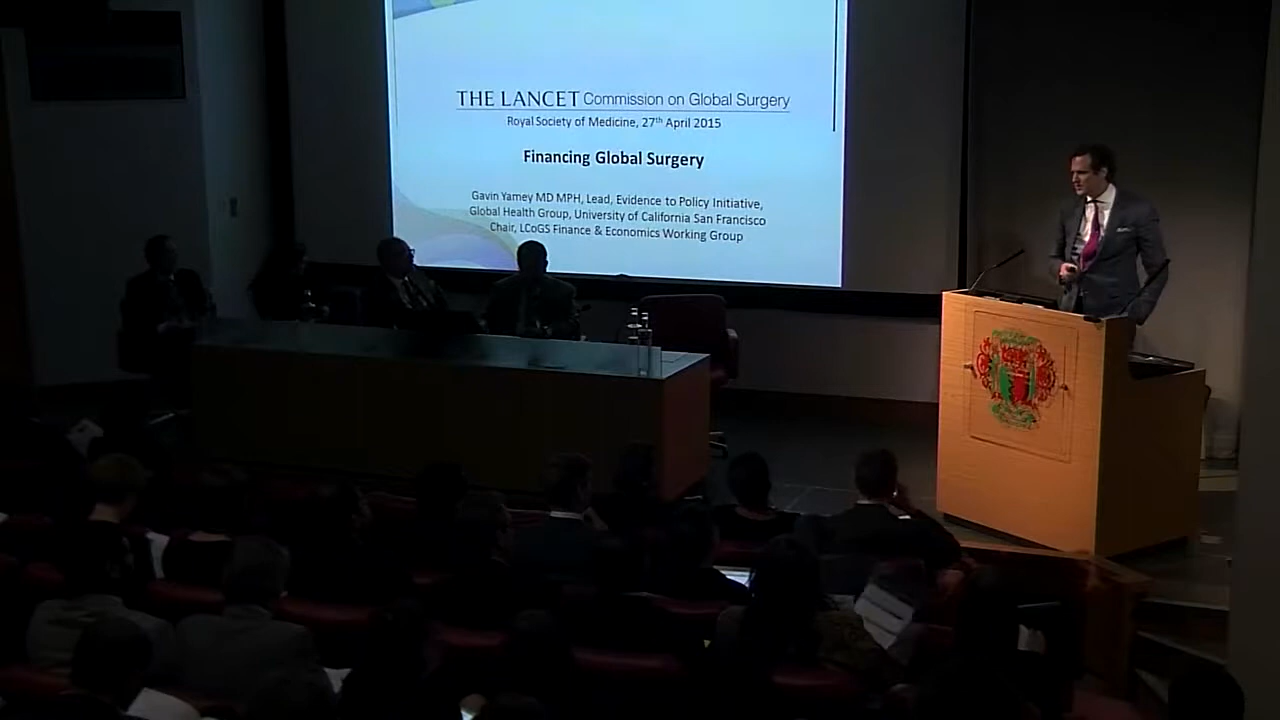 THE LANCET Commission on Global Surgery
Royal Society of Medicine, 27th April 2015
Financing Global Surgery
Gavin Yamey MD MPH, Lead, Evidence to Policy Initiative,
Global Health Group, University of California San Francisco
Chair, LCoGS Finance & Economics Working Group